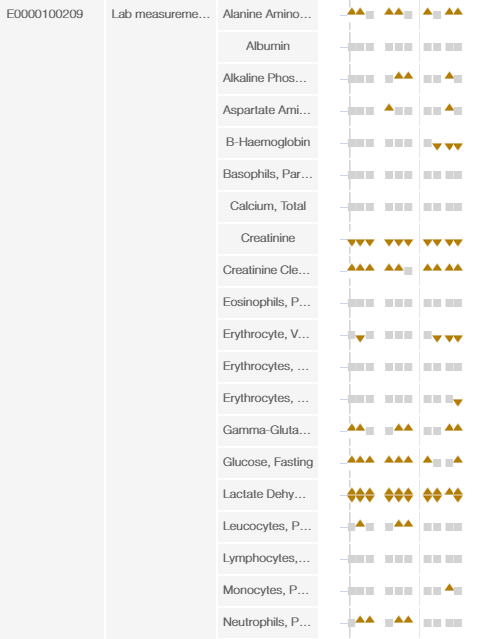 E0000100209 Lab measureme... Alanine Amino...
Albumin
Alkaline Phos...
Aspartate Ami...
B-Haemoglobin
Basophils, Par...
Calcium, Total
Creatinine
Creatinine Cle...
Eosinophils, P...
Erythrocyte, V...
Erythrocytes, ...
Erythrocytes, ...
Gamma-Gluta...
Glucose, Fasting
Lactate Dehy...
Leucocytes, P...
Lymphocytes,...
Monocytes, P...
Neutrophils, P...